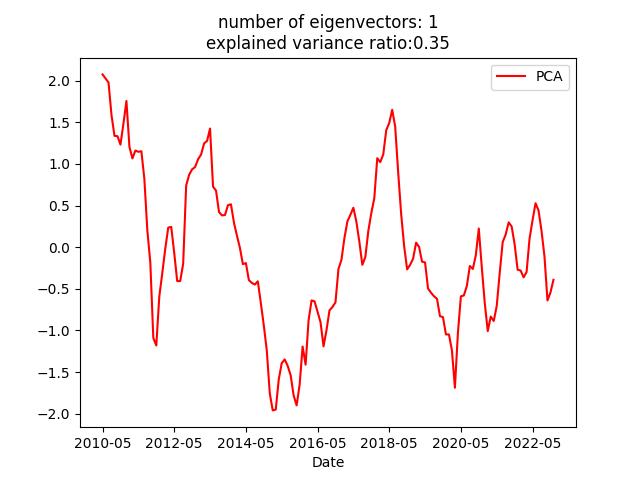 number of eigenvectors: 1
explained variance ratio:0.35
PCA
2.0
1.5
1.0
0.5
0.0
−0.5
−1.0
−1.5
−2.0
2010-05 2012-05 2014-05 2016-05 2018-05 2020-05 2022-05
Date